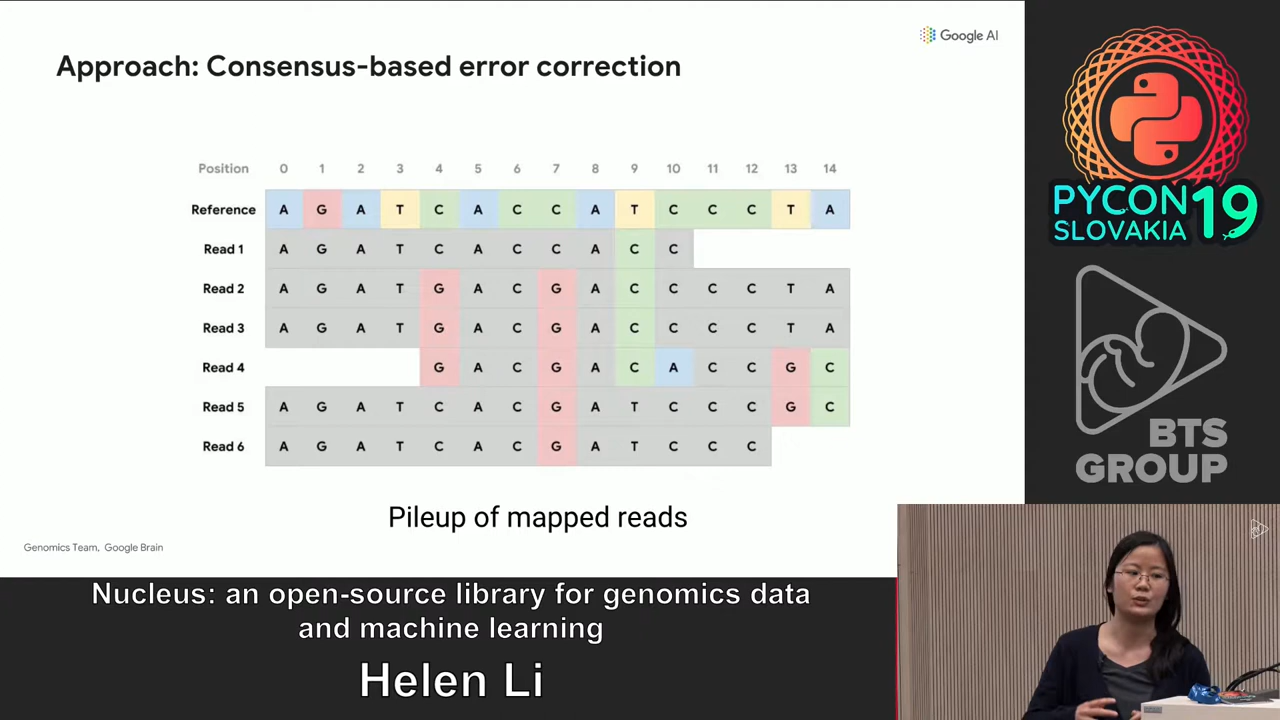 Google AI
Approach: Consensus-based error correction
Position 0 1 2 3 4 5 6 7 8 9 10 11 12 13 14
Reference A G A T C A C C A T C C C T A
Read 1 A G A T C A C C A C C
Read 2 A G A T G A C G A C C C C T A
Read 3 A G A T G A C G A C C C C T A
Read 4 G A C G A C A C C G C
Read 5 A G A T C A C G A T C C C G C
Read 6 A G A T C A C G A T C C C
Pileup of mapped reads
Genomics Team, Google Brain
PYCON
SLOVAKIA
19
BTS
GROUP
Nucleus: an open-source library for genomics data
and machine learning
Helen Li